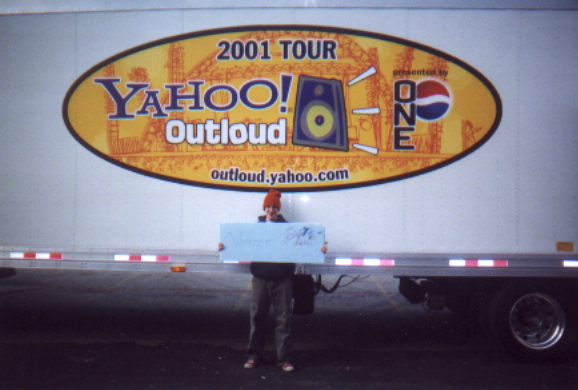 2001 TOUR
YAHOO!
Outloud
outloud.yahoo.com
presented by
ONE